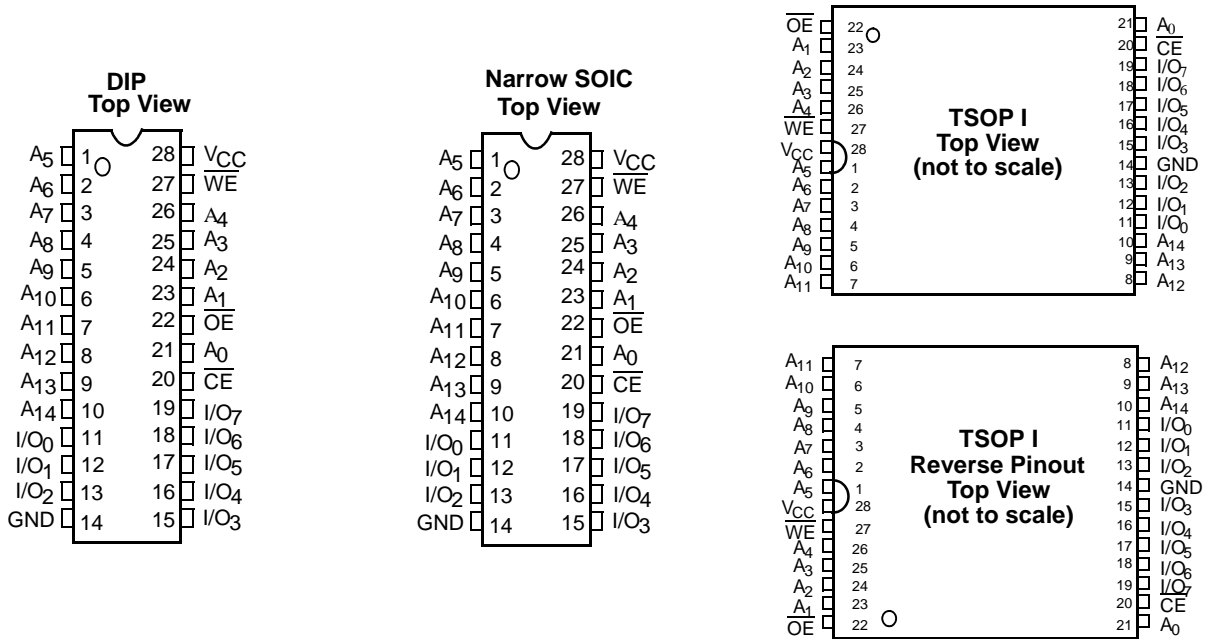 DIP
Top View
A5 1 28 VCC
A6 2 27 WE
A7 3 26 A4
A8 4 25 A3
A9 5 24 A2
A10 6 23 A1
A11 7 22 OE
A12 8 21 A0
A13 9 20 CE
A14 10 19 I/O7
I/O0 11 18 I/O6
I/O1 12 17 I/O5
I/O2 13 16 I/O4
GND 14 15 I/O3
Narrow SOIC
Top View
A5 1 28 VCC
A6 2 27 WE
A7 3 26 A4
A8 4 25 A3
A9 5 24 A2
A10 6 23 A1
A11 7 22 OE
A12 8 21 A0
A13 9 20 CE
A14 10 19 I/O7
I/O0 11 18 I/O6
I/O1 12 17 I/O5
I/O2 13 16 I/O4
GND 14 15 I/O3
TSOP I
Top View
(not to scale)
OE 22 21 A0
A1 23 20 CE
A2 24 19 I/O7
A3 25 18 I/O6
A4 26 17 I/O5
WE 27 16 I/O4
VCC 28 15 I/O3
A5 1 14 GND
A6 2 13 I/O2
A7 3 12 I/O1
A8 4 11 I/O0
A9 5 10 A14
A10 6 9 A13
A11 7 8 A12
TSOP I
Reverse Pinout
Top View
(not to scale)
A11 7 8 A12
A10 6 9 A13
A9 5 10 A14
A8 4 11 I/O0
A7 3 12 I/O1
A6 2 13 I/O2
A5 1 14 GND
VCC 28 15 I/O3
WE 27 16 I/O4
A4 26 17 I/O5
A3 25 18 I/O6
A2 24 19 I/O7
A1 23 20 CE
OE 22 21 A0